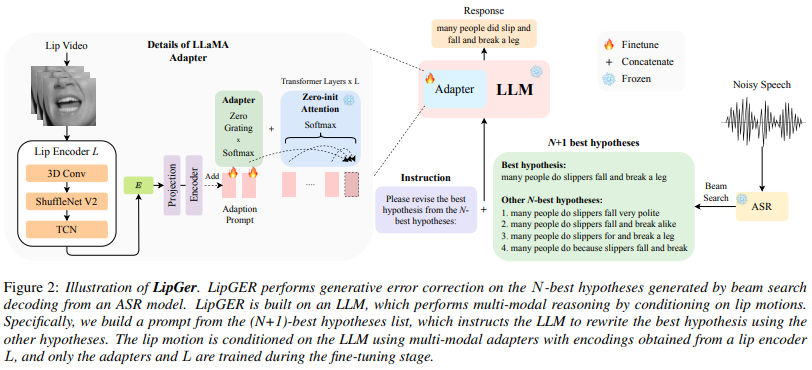 Lip Video
Details of LLaMA
Adapter
Transformer Layers x L
Adapter
Zero
Grating
x
Softmax
+
Zero-init
Attention
Softmax
Lip Encoder L
3D Conv
ShuffleNet V2
TCN
E
Projection
Encoder
Add
Adaption
Prompt
....
Response
many people did slip and
fall and break a leg
Adapter
LLM
Finetune
+ Concatenate
Frozen
Noisy Speech
Instruction
Please revise the best
hypothesis from the N-
best hypotheses:
+
N+1 best hypotheses
Best hypothesis:
many people do slippers fall and break a leg
Other N-best hypotheses:
1. many people do slippers fall very polite
2. many people do slippers fall and break alike
3. many people do slippers for and break a leg
4. many people do because slippers fall and break
Beam
Search
ASR
Figure 2: Illustration of LipGer. LipGER performs generative error correction on the N-best hypotheses generated by beam search
decoding from an ASR model. LipGER is built on an LLM, which performs multi-modal reasoning by conditioning on lip motions.
Specifically, we build a prompt from the (N+1)-best hypotheses list, which instructs the LLM to rewrite the best hypothesis using the
other hypotheses. The lip motion is conditioned on the LLM using multi-modal adapters with encodings obtained from a lip encoder
L, and only the adapters and L are trained during the fine-tuning stage.